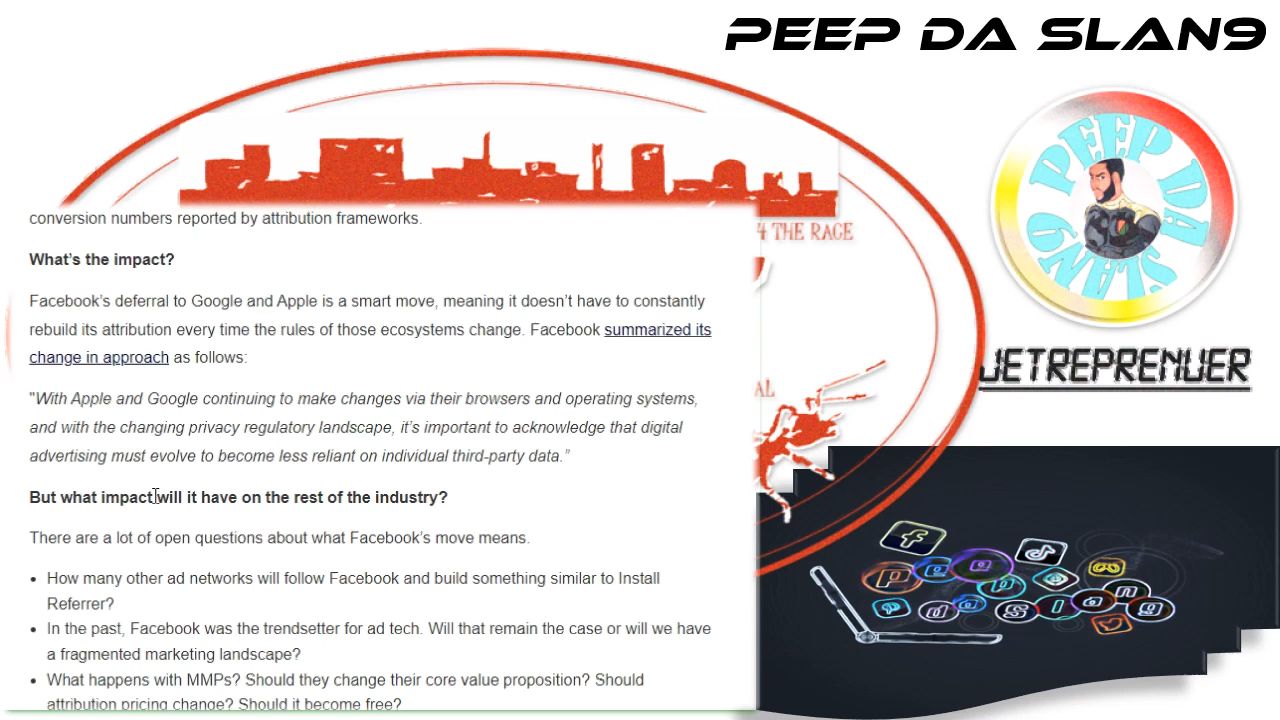 PEEP DA SLAN9
PEEP DA
SLAN9
4 THE RACE
conversion numbers reported by attribution frameworks.
What's the impact?
Facebook's deferral to Google and Apple is a smart move, meaning it doesn't have to constantly
rebuild its attribution every time the rules of those ecosystems change. Facebook summarized its
change in approach as follows:
"With Apple and Google continuing to make changes via their browsers and operating systems,
and with the changing privacy regulatory landscape, it's important to acknowledge that digital
advertising must evolve to become less reliant on individual third-party data."
But what impact will it have on the rest of the industry?
There are a lot of open questions about what Facebook's move means.
• How many other ad networks will follow Facebook and build something similar to Install
Referrer?
• In the past, Facebook was the trendsetter for ad tech. Will that remain the case or will we have
a fragmented marketing landscape?
• What happens with MMPs? Should they change their core value proposition? Should
attribution pricing change? Should it become free?
JETREPRENUER
AL
Peep
da Slang